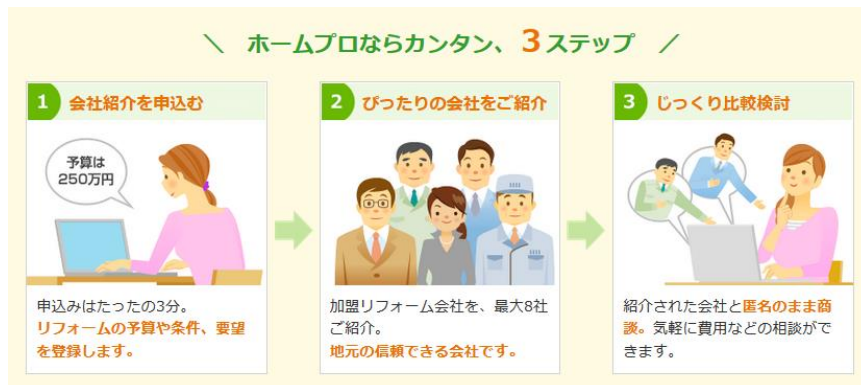 \ ホームプロならカンタン、3ステップ /
1 会社紹介を申込む
予算は
250万円
申込みはたったの3分。
リフォームの予算や条件、要望
を登録します。
2 ぴったりの会社をご紹介
加盟リフォーム会社を、最大8社
ご紹介。
地元の信頼できる会社です。
3 じっくり比較検討
紹介された会社と匿名のまま商
談。気軽に費用などの相談がで
きます。